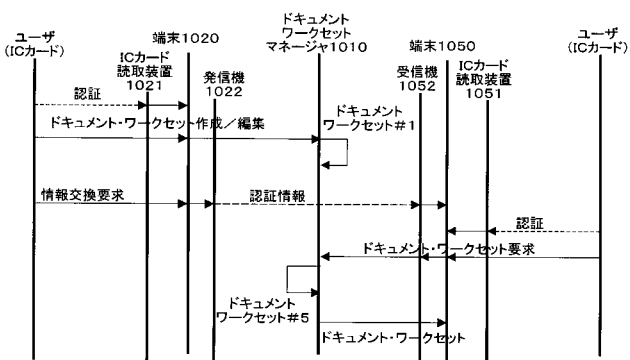 ユーザ
(ICカード)
端末1020
ICカード
読取装置
1021
発信機
1022
ドキュメント
ワークセット
マネージャ1010
端末1050
受信機
1052
ICカード
読取装置
1051
ユーザ
(ICカード)
認証
ドキュメント・ワークセット作成/編集
ドキュメント
ワークセット#1
情報交換要求
認証情報
認証
ドキュメント・ワークセット要求
ドキュメント
ワークセット#5
ドキュメント・ワークセット